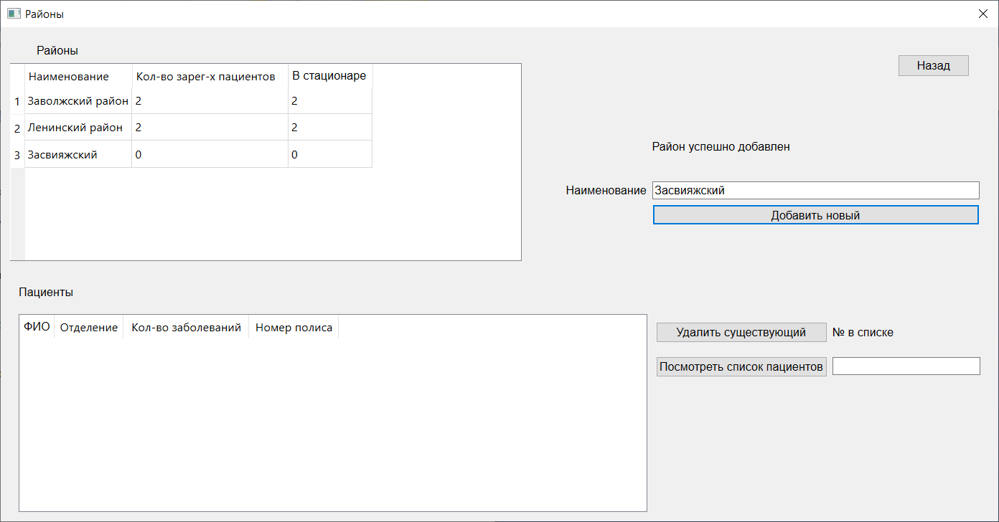 Районы
Районы
Назад
Наименование Кол-во зарег-х пациентов В стационаре
1 Заволжский район 2 2
2 Ленинский район 2 2
3 Засвияжский 0 0
Район успешно добавлен
Наименование Засвияжский
Добавить новый
Пациенты
ФИО Отделение Кол-во заболеваний Номер полиса
Удалить существующий № в списке
Посмотреть список пациентов